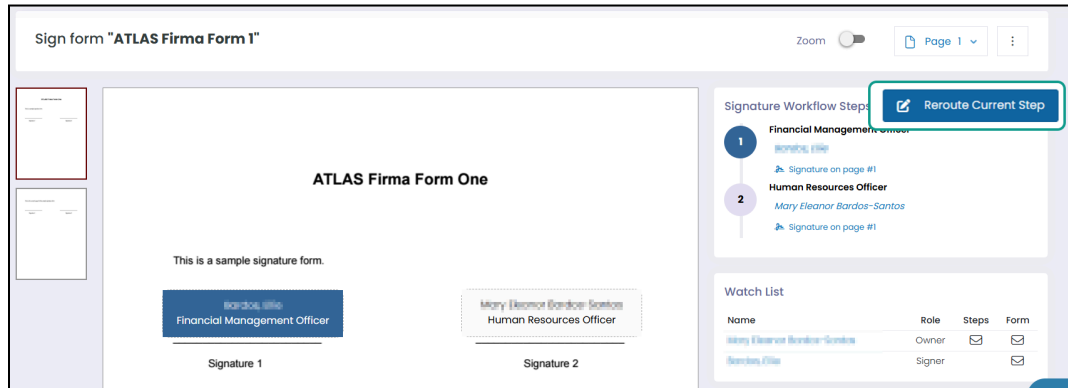 Sign form "ATLAS Firma Form 1"
Zoom
Page 1
Signature Workflow Steps
Reroute Current Step
1
Financial Management Officer
Signature on page #1
2
Human Resources Officer
Mary Eleanor Bardos-Santos
Signature on page #1
ATLAS Firma Form One
This is a sample signature form.
Financial Management Officer
Human Resources Officer
Signature 1
Signature 2
Watch List
Name Role Steps Form
Owner
Signer